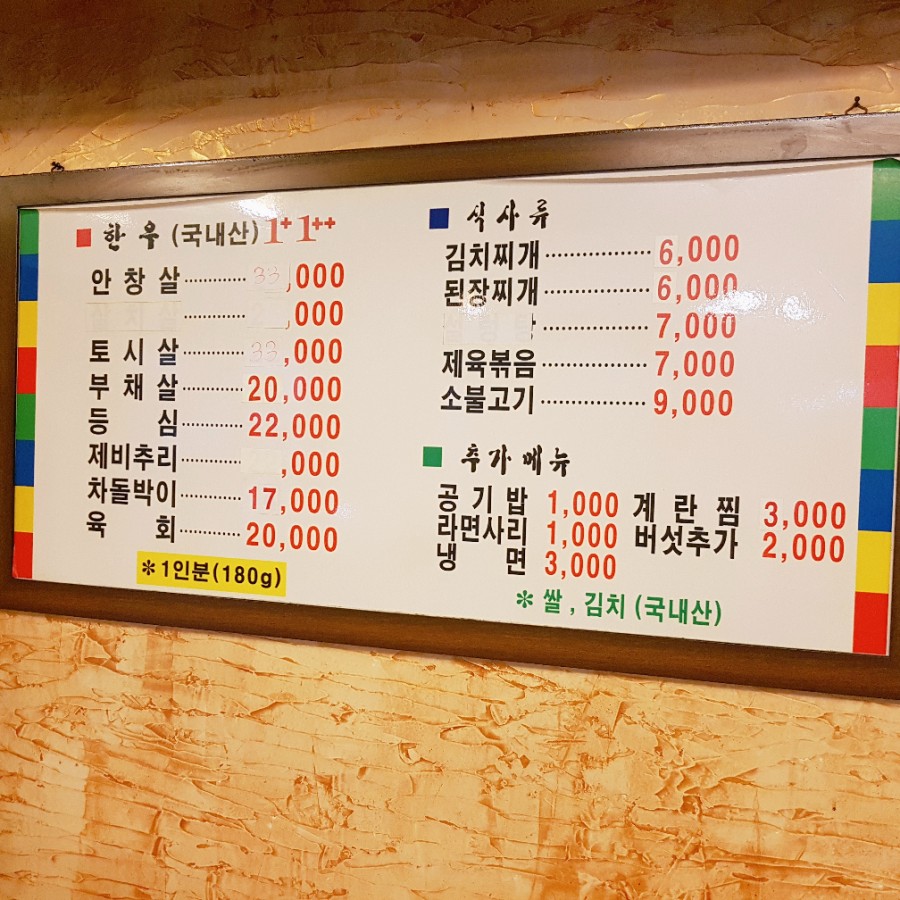 ■ 한우 (국내산) 1+ 1++
안창살 ············ 33,000
············ ,000
토시살 ············ 33,000
부채살 ············ 20,000
등심 ············ 22,000
제비추리 ············ ,000
차돌박이 ············ 17,000
육회 ············ 20,000
※1인분(180g)
■ 식사류
김치찌개 ············ 6,000
된장찌개 ············ 6,000
············ 7,000
제육볶음 ············ 7,000
소불고기 ············ 9,000
■ 추가메뉴
공기밥 1,000 계란찜 3,000
라면사리 1,000 버섯추가 2,000
냉면 3,000
※ 쌀, 김치 (국내산)